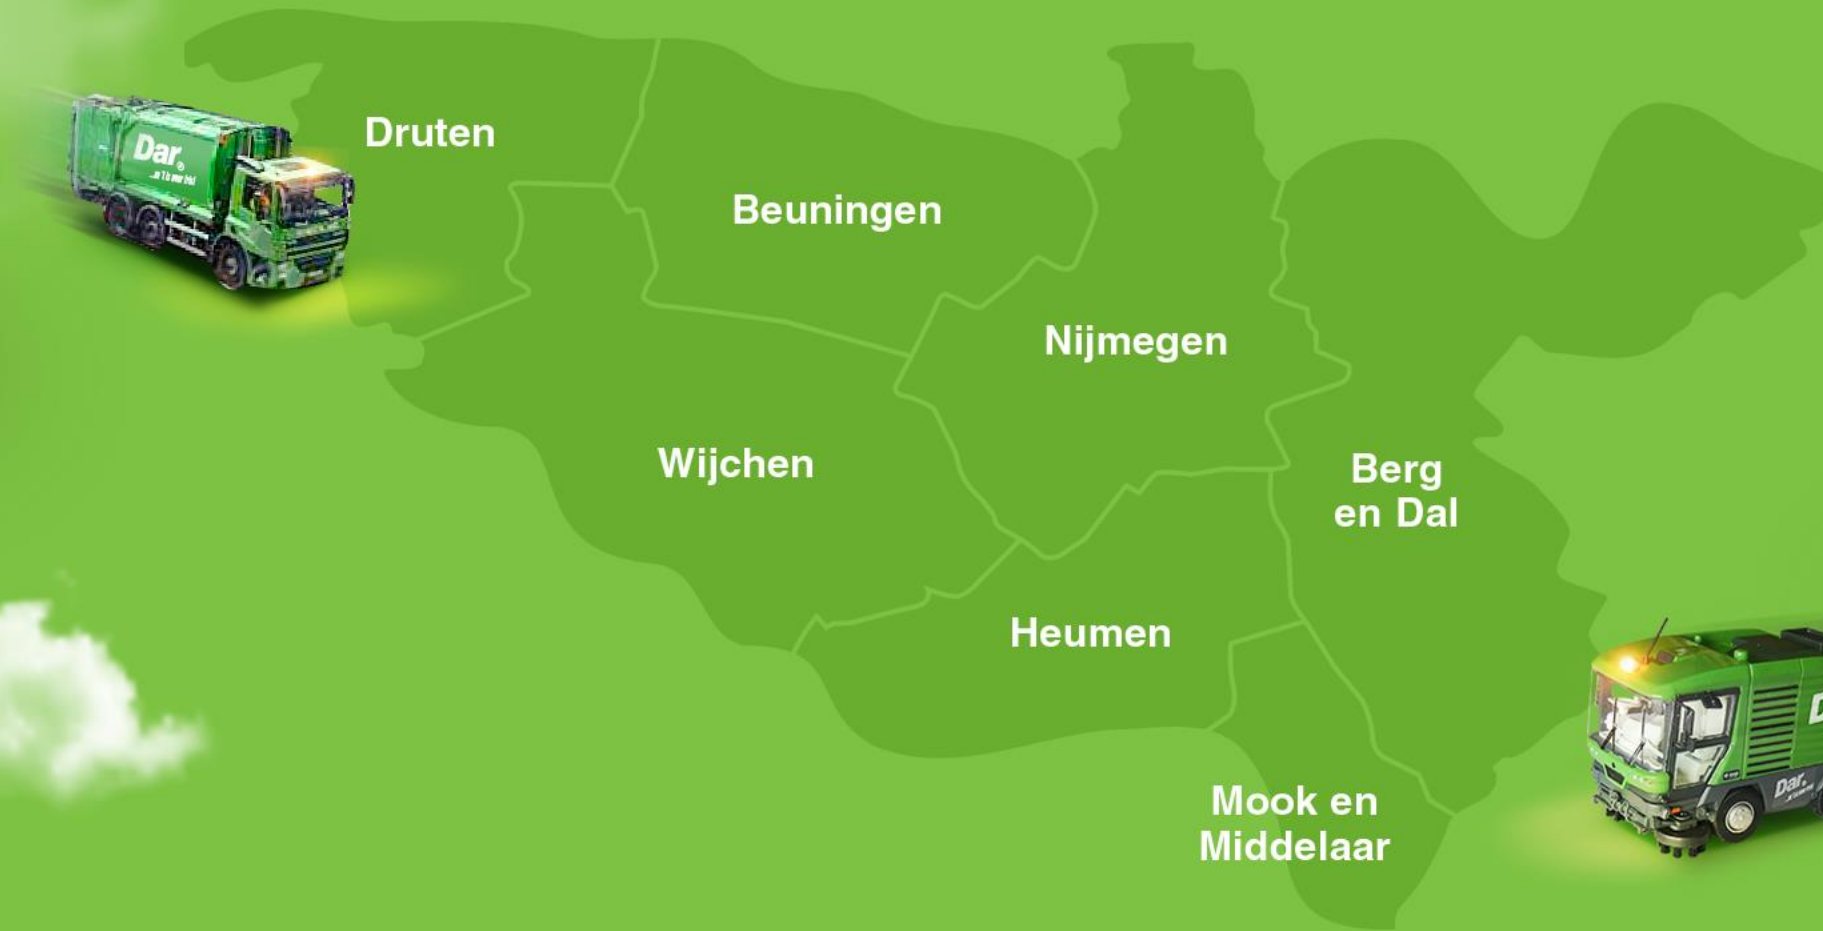 Druten
Dar.
Beuningen
Nijmegen
Wijchen
Berg
en Dal
Heumen
Mook en
Middelaar
Dar.